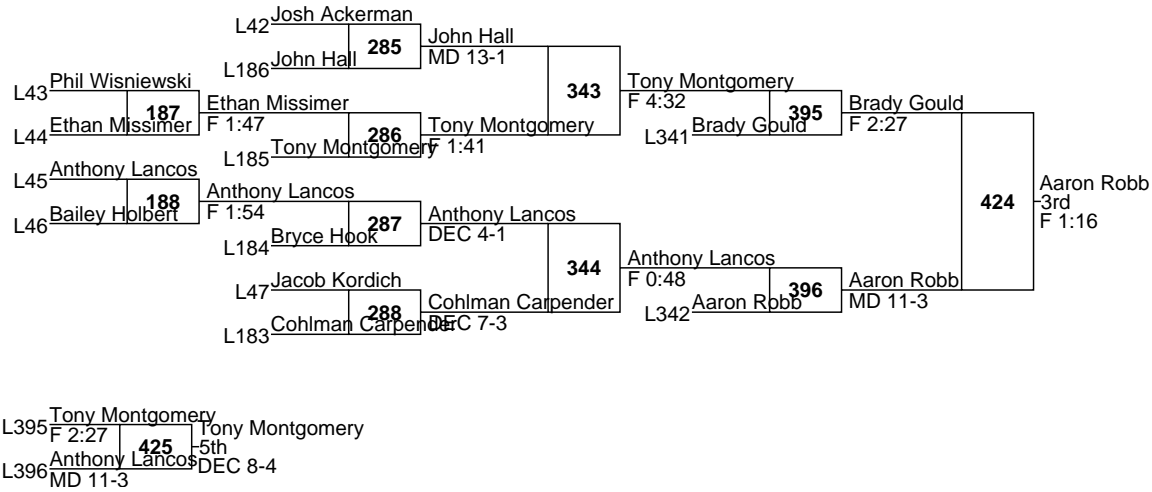 Josh Ackerman
L42
285
John Hall
MD 13-1
John Hall
L186
Phil Wisniewski
L43
187
Ethan Missimer
F 1:47
Ethan Missimer
L44
286
Tony Montgomery
F 1:41
Tony Montgomery
L185
343
Tony Montgomery
F 4:32
395
Brady Gould
F 2:27
Brady Gould
L341
Anthony Lancos
L45
188
Anthony Lancos
F 1:54
Bailey Holbert
L46
287
Anthony Lancos
DEC 4-1
Bryce Hook
L184
344
Anthony Lancos
F 0:48
Jacob Kordich
L47
288
Cohlman Carpender
DEC 7-3
Cohlman Carpender
L183
396
Aaron Robb
MD 11-3
Aaron Robb
L342
424
Aaron Robb
3rd
F 1:16
Tony Montgomery
L395
F 2:27
425
Tony Montgomery
5th
DEC 8-4
Anthony Lancos
L396
MD 11-3